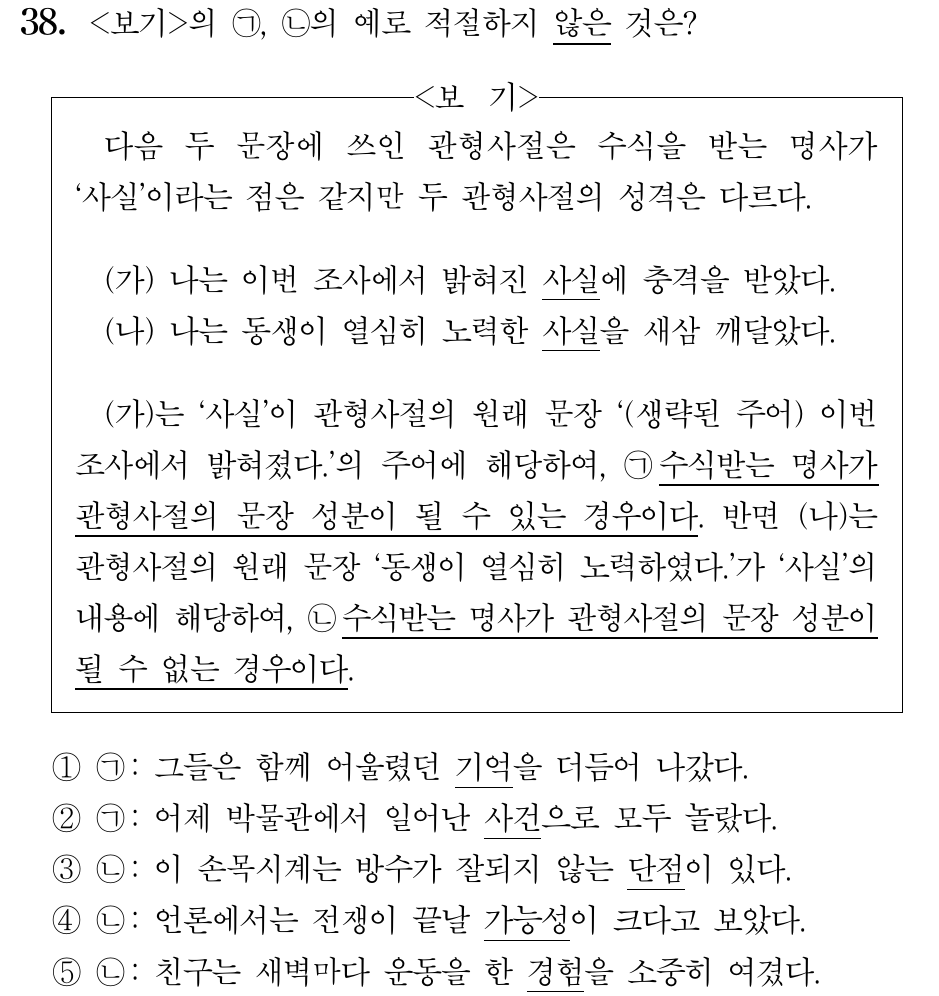 38. <보기>의 ㉠, ㉡의 예로 적절하지 않은 것은?
<보 기>
다음 두 문장에 쓰인 관형사절은 수식을 받는 명사가
‘사실’이라는 점은 같지만 두 관형사절의 성격은 다르다.
(가) 나는 이번 조사에서 밝혀진 사실에 충격을 받았다.
(나) 나는 동생이 열심히 노력한 사실을 새삼 깨달았다.
(가)는 ‘사실’이 관형사절의 원래 문장 ‘(생략된 주어) 이번
조사에서 밝혀졌다.’의 주어에 해당하여, ㉠수식받는 명사가
관형사절의 문장 성분이 될 수 있는 경우이다. 반면 (나)는
관형사절의 원래 문장 ‘동생이 열심히 노력하였다.’가 ‘사실’의
내용에 해당하여, ㉡수식받는 명사가 관형사절의 문장 성분이
될 수 없는 경우이다.
① ㉠: 그들은 함께 어울렸던 기억을 더듬어 나갔다.
② ㉠: 어제 박물관에서 일어난 사건으로 모두 놀랐다.
③ ㉡: 이 손목시계는 방수가 잘되지 않는 단점이 있다.
④ ㉡: 언론에서는 전쟁이 끝날 가능성이 크다고 보았다.
⑤ ㉡: 친구는 새벽마다 운동을 한 경험을 소중히 여겼다.